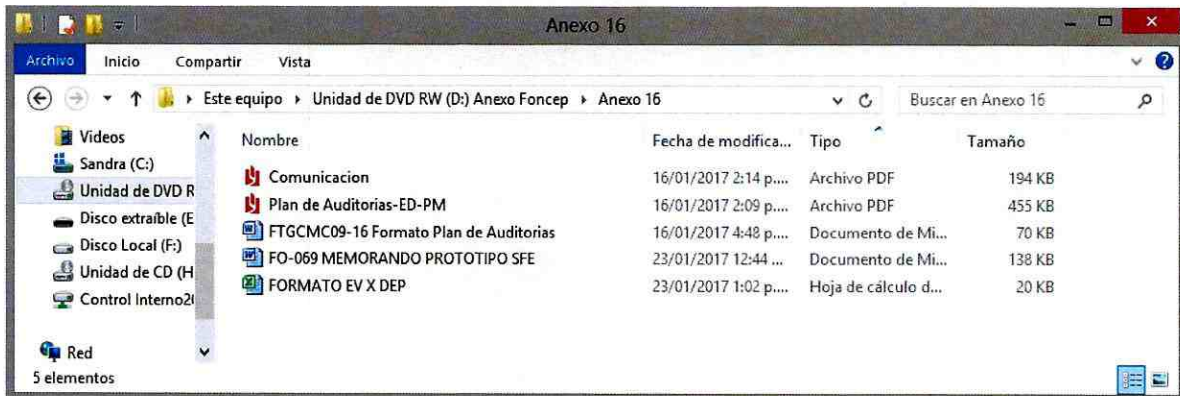 Anexo 16
Archivo Inicio Compartir Vista
Este equipo Unidad de DVD RW (D:) Anexo Foncep Anexo 16 Buscar en Anexo 16
Videos
Sandra (C:)
Unidad de DVD R
Disco extraíble (E
Disco Local (F:)
Unidad de CD (H
Control Interno2(
Red
Nombre Fecha de modifica... Tipo Tamaño
Comunicacion 16/01/2017 2:14 p.... Archivo PDF 194 KB
Plan de Auditorias-ED-PM 16/01/2017 2:09 p.... Archivo PDF 455 KB
FTGCMC09-16 Formato Plan de Auditorias 16/01/2017 4:48 p.... Documento de Mi... 70 KB
FO-069 MEMORANDO PROTOTIPO SFE 23/01/2017 12:44 ... Documento de Mi... 138 KB
FORMATO EV X DEP 23/01/2017 1:02 p.... Hoja de cálculo d... 20 KB
5 elementos